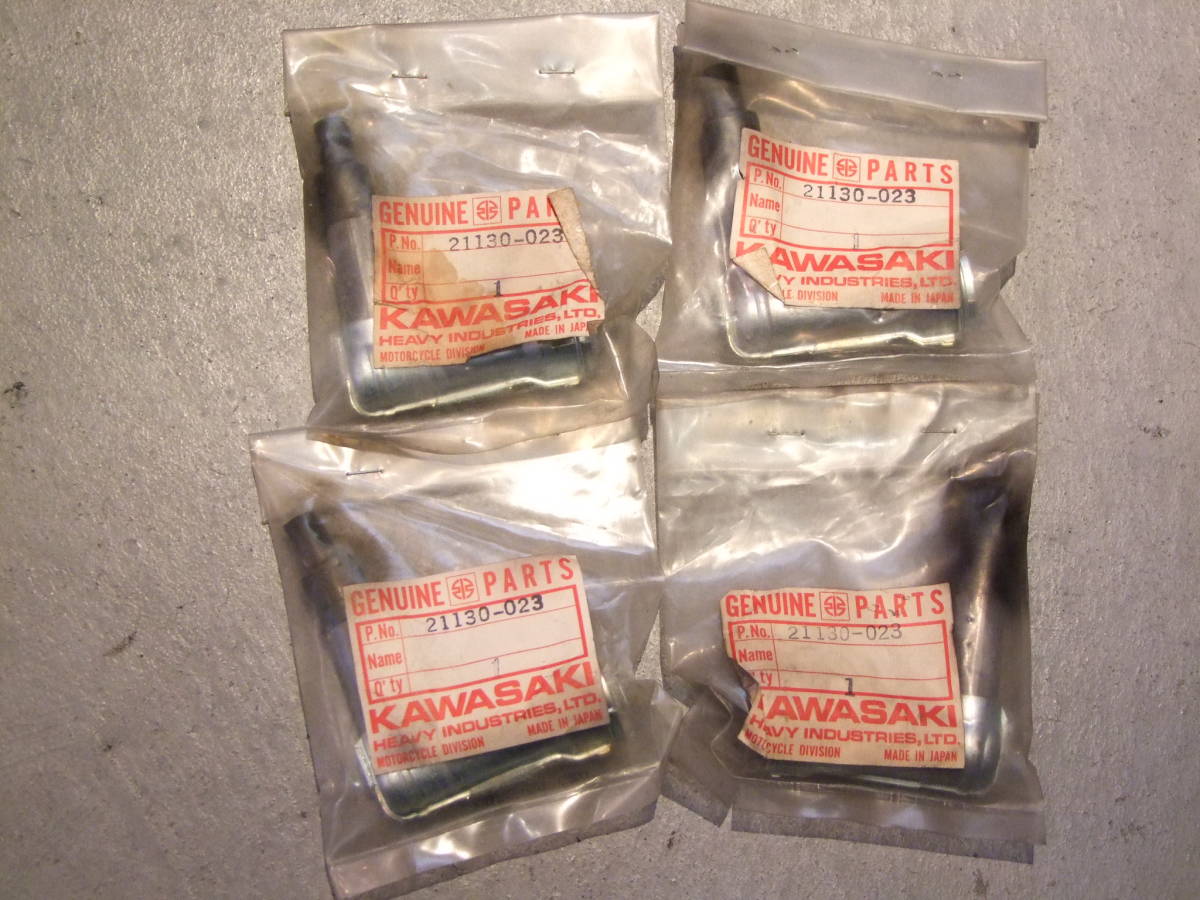 GENUINE PAR
P.No. 21130-023
Name
Q'ty 1
KAWASAKI
HEAVY INDUSTRIES, LTD.
MOTORCYCLE DIVISION MADE IN JAPAN
GENUINE PARTS
P.No. 21130-023
Name
Q'ty 1
KAWASAKI
VY INDUSTRIES, LTD.
CLE DIVISION MADE IN JAPAN
GENUINE PARTS
P.No. 21130-023
Name
Q'ty 1
KAWASAKI
HEAVY INDUSTRIES, LTD.
MOTORCYCLE DIVISION MADE IN JAPAN
GENUINE PARTS
P.No. 21130-023
Name
ty 1
AWASAKI
HEAVY INDUSTRIES, LTD.
MOTORCYCLE DIVISION MADE IN JAPAN